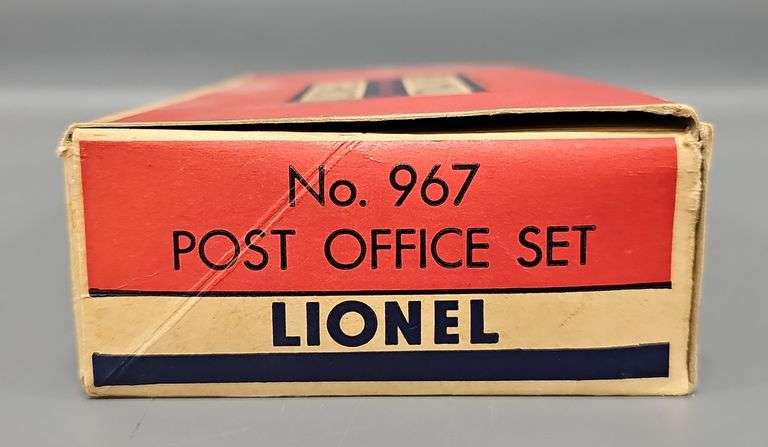 No. 967
POST OFFICE SET
LIONEL